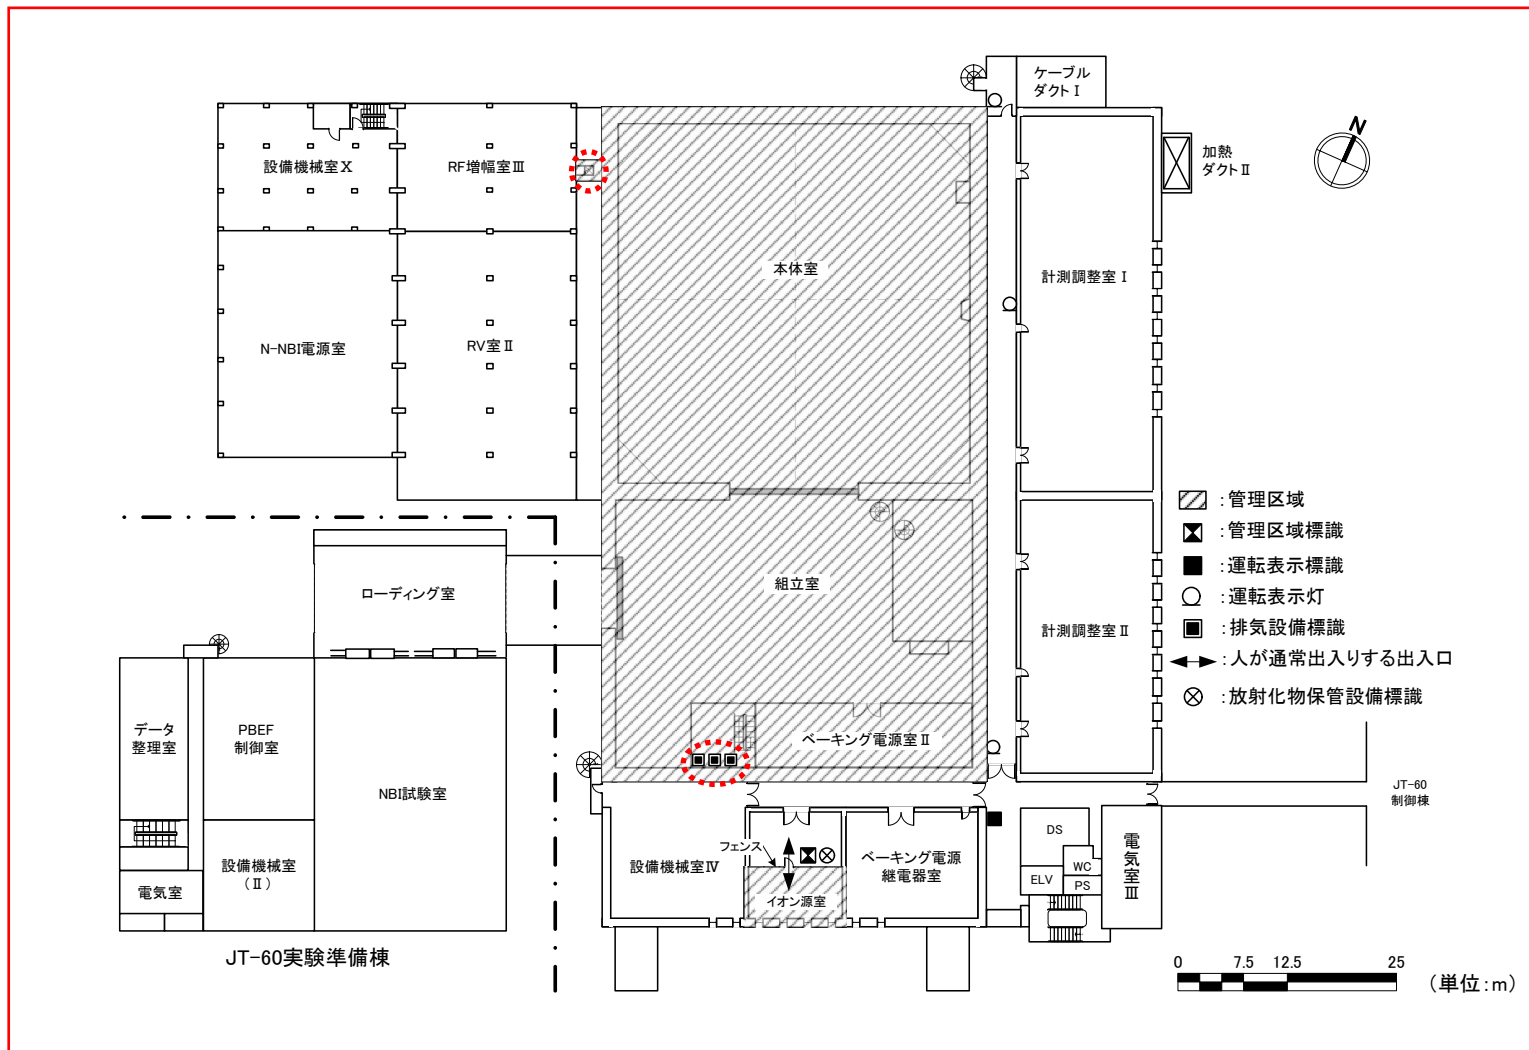 ケーブル
ダクトⅠ
N
加熱
ダクトⅡ
設備機械室Ⅹ
RF増幅室Ⅲ
本体室
計測調整室Ⅰ
N-NBI電源室
RV室Ⅱ
:管理区域
:管理区域標識
:運転表示標識
:運転表示灯
:排気設備標識
:人が通常出入りする出入口
:放射化物保管設備標識
組立室
ローディング室
計測調整室Ⅱ
データ
整理室
PBEF
制御室
ベーキング電源室Ⅱ
NBI試験室
JT-60
制御棟
DS
フェンス
設備機械室Ⅳ
ベーキング電源
継電器室
WC
ELV
PS
電気室Ⅲ
設備機械室
(Ⅱ)
電気室
イオン源室
JT-60実験準備棟
0 7.5 12.5 25
(単位:m)